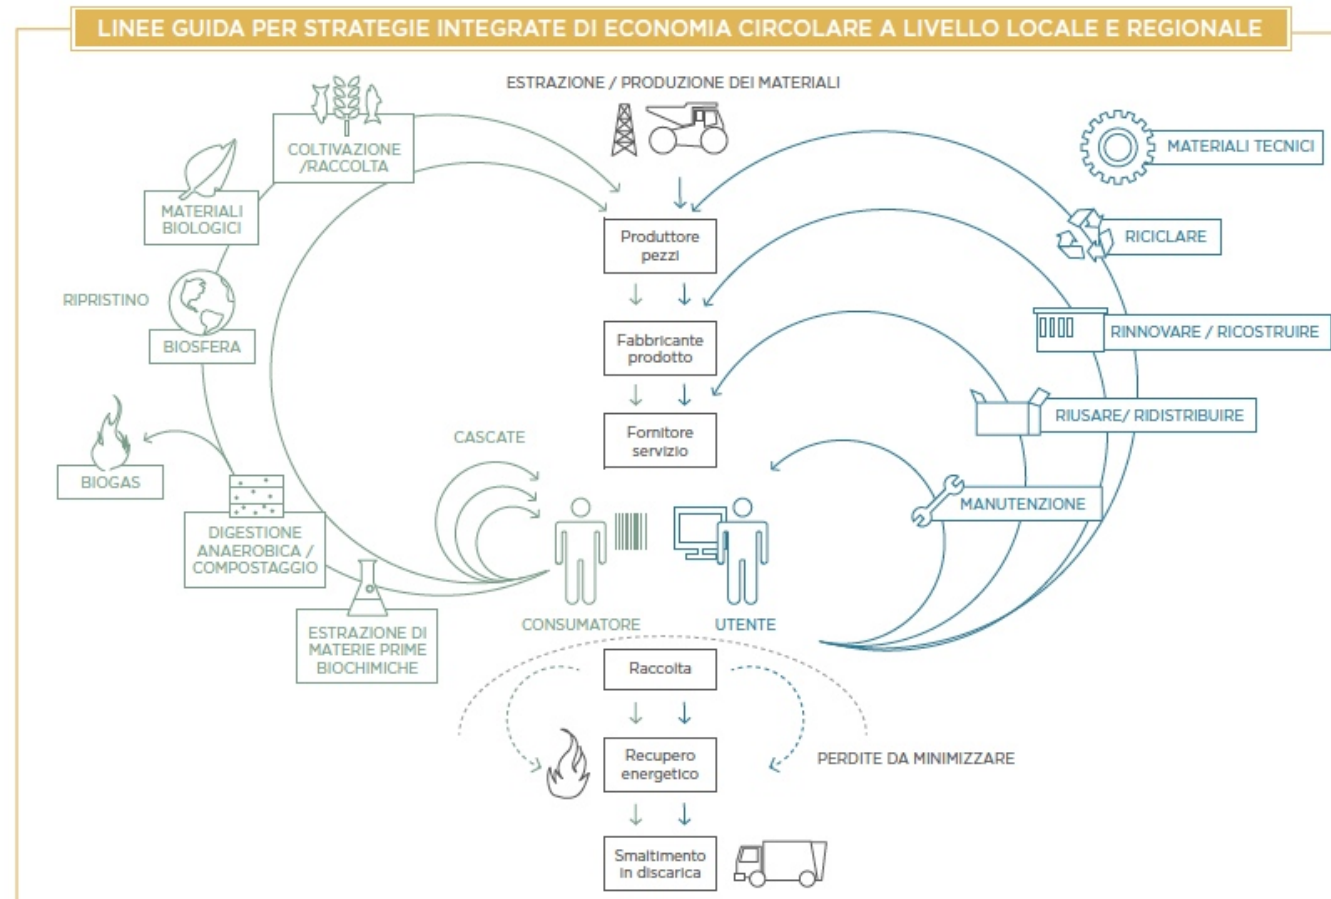 LINEE GUIDA PER STRATEGIE INTEGRATE DI ECONOMIA CIRCOLARE A LIVELLO LOCALE E REGIONALE
ESTRAZIONE / PRODUZIONE DEI MATERIALI
COLTIVAZIONE
/RACCOLTA
MATERIALI
BIOLOGICI
RIPRISTINO
BIOSFERA
BIOGAS
DIGESTIONE
ANAEROBICA /
COMPOSTAGGIO
ESTRAZIONE DI
MATERIE PRIME
BIOCHIMICHE
CASCATE
Produttore
pezzi
Fabbricante
prodotto
Fornitore
servizio
MATERIALI TECNICI
RICICLARE
RINNOVARE / RICOSTRUIRE
RIUSARE/ RIDISTRIBUIRE
MANUTENZIONE
CONSUMATORE
UTENTE
Raccolta
Recupero
energetico
PERDITE DA MINIMIZZARE
Smaltimento
in discarica